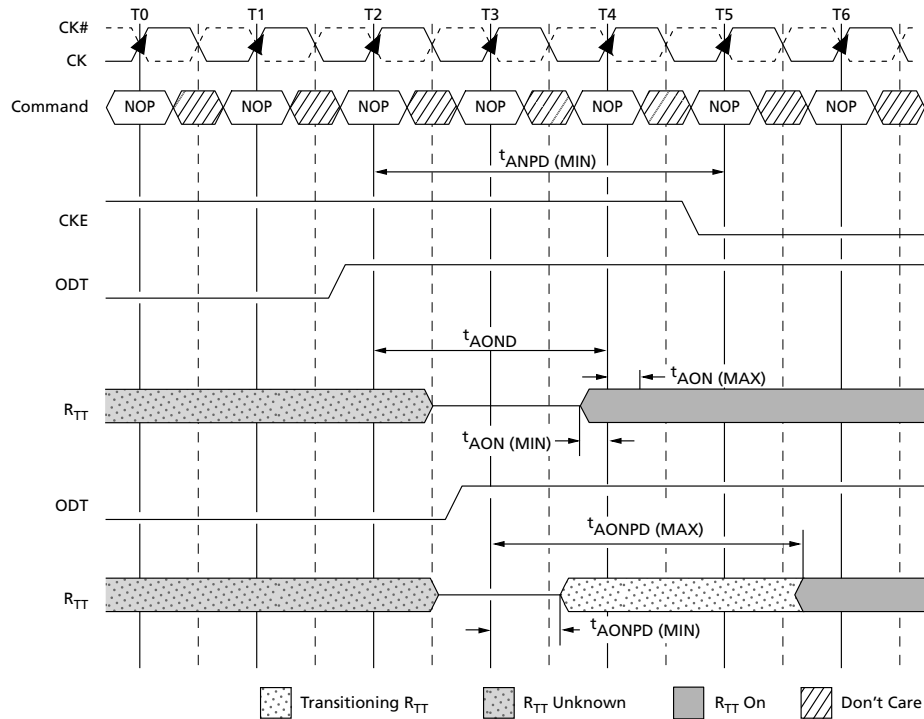 T0 T1 T2 T3 T4 T5 T6
CK#
CK
Command NOP NOP NOP NOP NOP NOP NOP
tANPD (MIN)
CKE
ODT
tAOND
tAON (MAX)
RTT
tAON (MIN)
ODT
tAONPD (MAX)
RTT
tAONPD (MIN)
Transitioning RTT RTT Unknown RTT On Don't Care